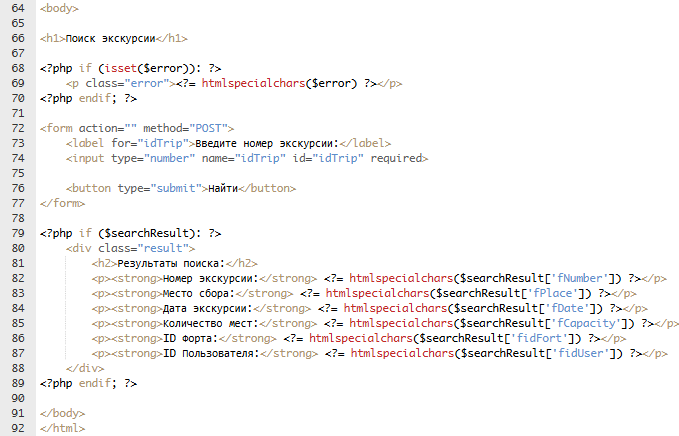 64 <body>
65
66 <h1>Поиск экскурсии</h1>
67
68 <?php if (isset($error)): ?>
69     <p class="error"><?= htmlspecialchars($error) ?></p>
70 <?php endif; ?>
71
72 <form action="" method="POST">
73     <label for="idTrip">Введите номер экскурсии:</label>
74     <input type="number" name="idTrip" id="idTrip" required>
75
76     <button type="submit">Найти</button>
77 </form>
78
79 <?php if ($searchResult): ?>
80     <div class="result">
81         <h2>Результаты поиска:</h2>
82         <p><strong>Номер экскурсии:</strong> <?= htmlspecialchars($searchResult['fNumber']) ?></p>
83         <p><strong>Место сбора:</strong> <?= htmlspecialchars($searchResult['fPlace']) ?></p>
84         <p><strong>Дата экскурсии:</strong> <?= htmlspecialchars($searchResult['fDate']) ?></p>
85         <p><strong>Количество мест:</strong> <?= htmlspecialchars($searchResult['fCapacity']) ?></p>
86         <p><strong>ID Форта:</strong> <?= htmlspecialchars($searchResult['fidFort']) ?></p>
87         <p><strong>ID Пользователя:</strong> <?= htmlspecialchars($searchResult['fidUser']) ?></p>
88     </div>
89 <?php endif; ?>
90
91 </body>
92 </html>